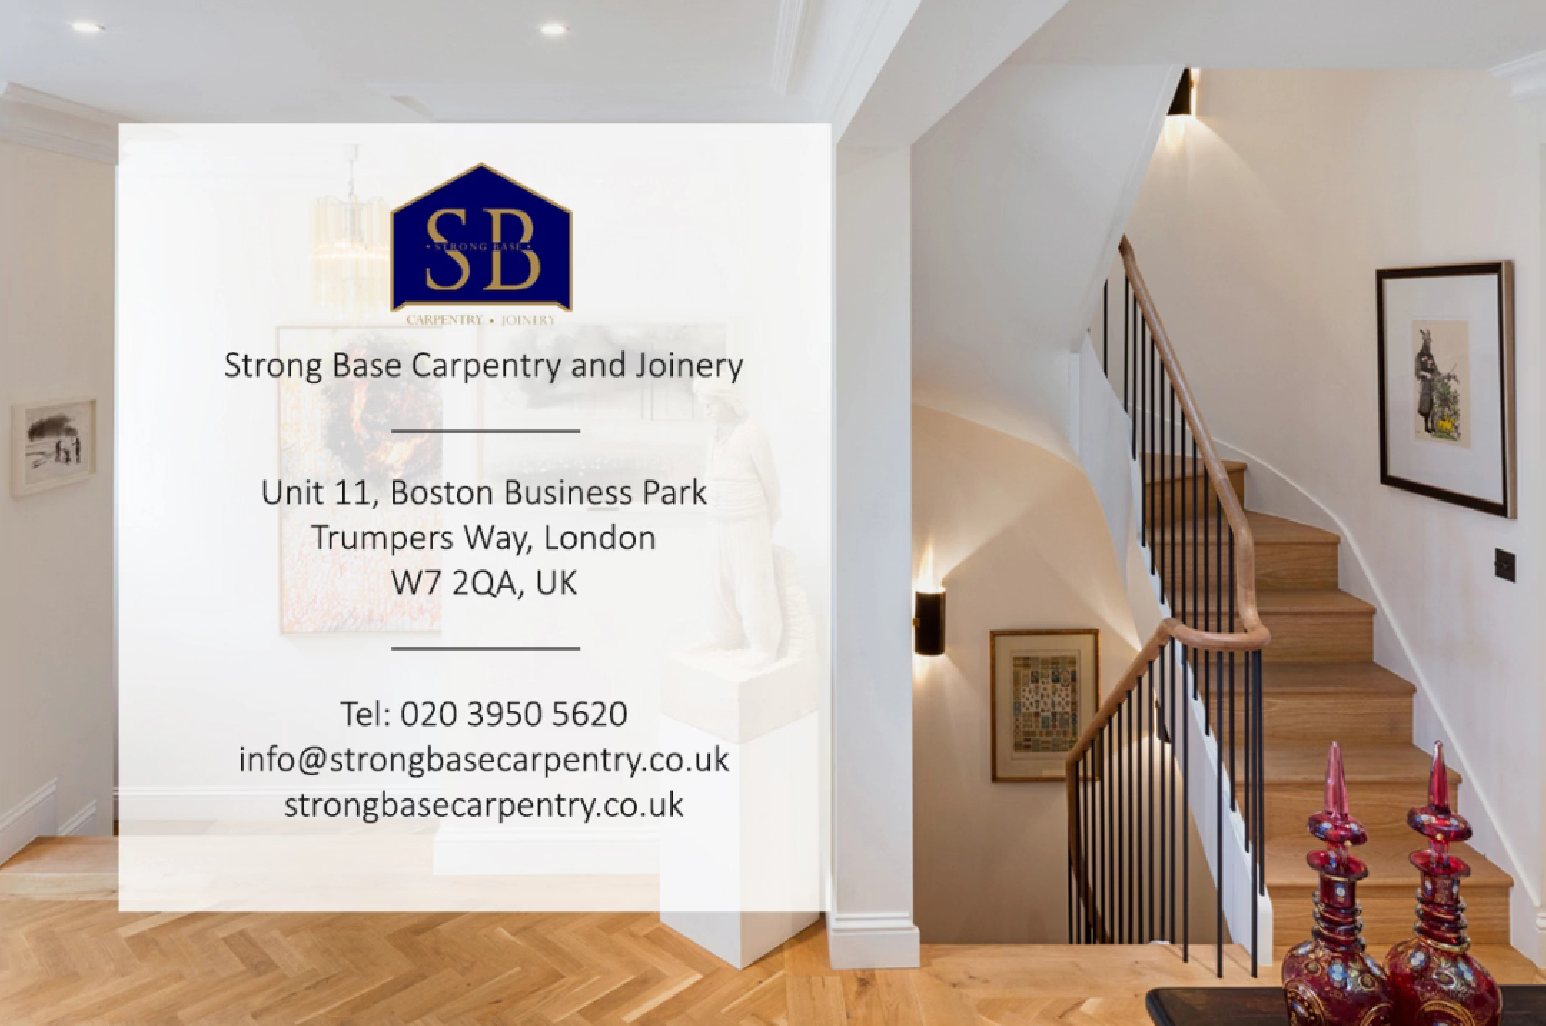 SB
• STRONG BASE •
CARPENTRY • JOINERY
Strong Base Carpentry and Joinery
Unit 11, Boston Business Park
Trumpers Way, London
W7 2QA, UK
Tel: 020 3950 5620
info@strongbasecarpentry.co.uk
strongbasecarpentry.co.uk